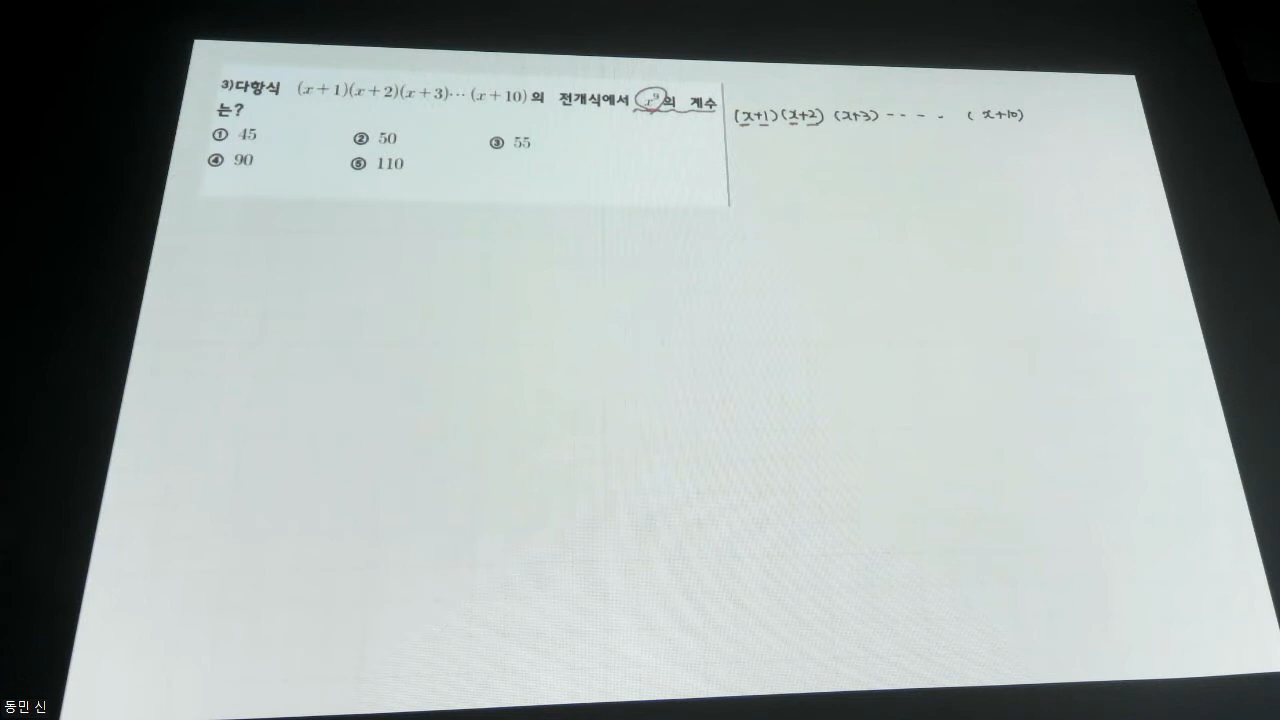 3)다항식 (x+1)(x+2)(x+3)⋯(x+10)의 전개식에서 x⁹의 계수
는?
① 45 ② 50 ③ 55
④ 90 ⑤ 110
(x+1)(x+2)(x+3)----.(x+10)
동민 신